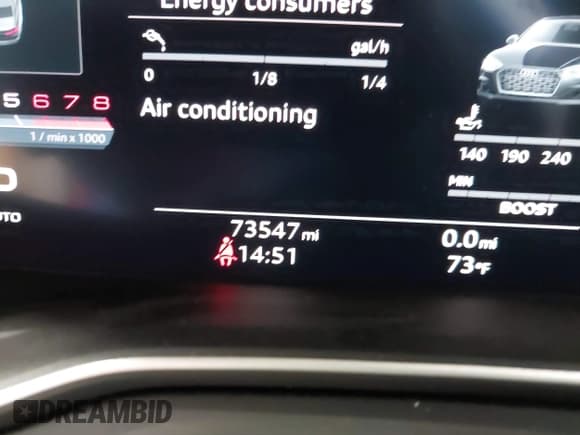 Energy consumers
gal/h
0 1/8 1/4
Air conditioning
5 6 7 8
1 / min x 1000
140 190 240
MIN
BOOST
73547 mi
14:51
0.0 mi
73°F
DREAMBID